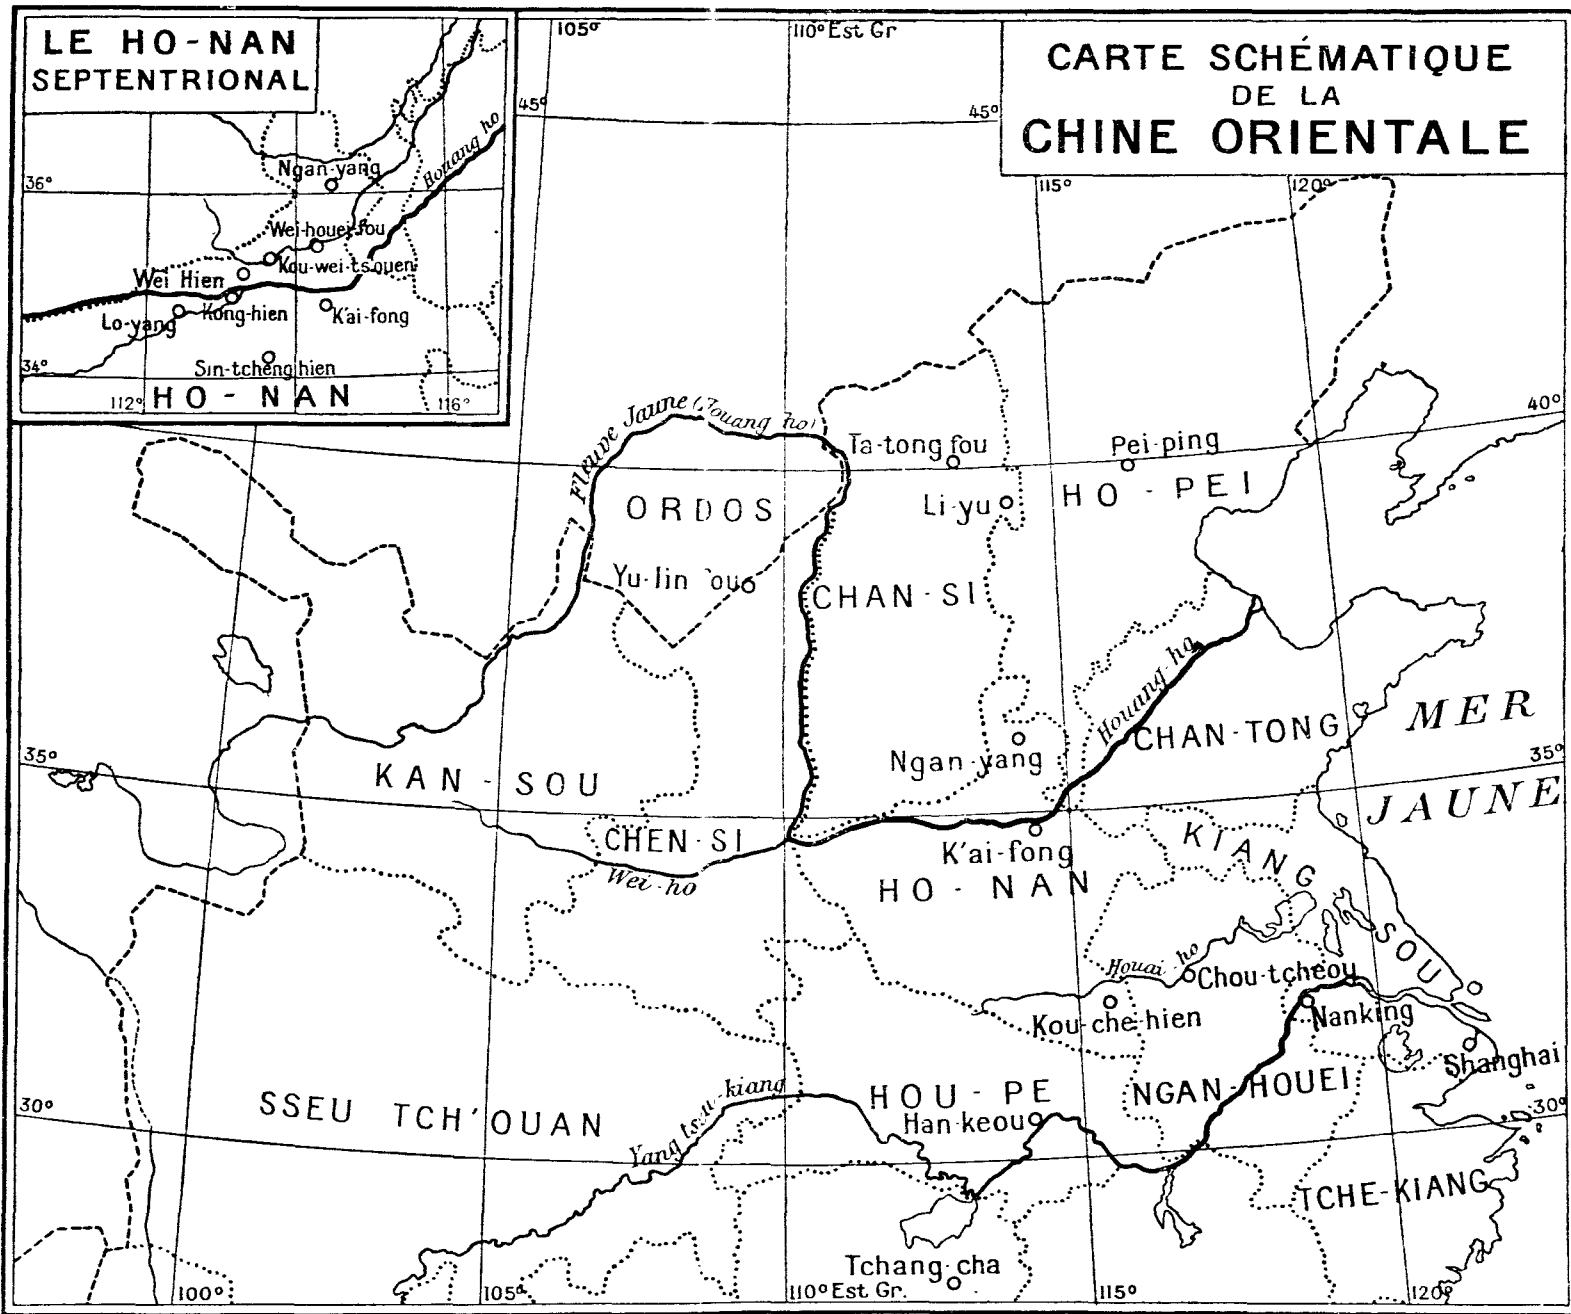 LE HO-NAN
SEPTENTRIONAL
Houang ho
Ngan-yang
36°
Wei-houei-fou
Kou-wei-tsouen
Wei Hien
Lo-yang
Kong-hien
K'ai-fong
34°
Sin-tcheng hien
112°
HO-NAN
116°
105°
110° Est Gr
CARTE SCHÉMATIQUE
DE LA
CHINE ORIENTALE
45°
45°
115°
120°
40°
Fleuve Jaune (Houang ho)
Ta-tong fou
Pei-ping
ORDOS
Li-yu
HO-PEI
Yu-lin fou
CHAN-SI
Houang ho
CHAN-TONG
MER
JAUNE
35°
35°
Ngan-yang
KAN-SOU
CHEN-SI
Wei-ho
K'ai-fong
HO-NAN
KIANG
SOU
Houai-ho
Chou-tcheou
Kou-che-hien
Nanking
Shanghai
SSEU TCH'OUAN
Yang tsu-kiang
HOU-PE
Han-keou
NGAN-HOUEI
30°
30°
TCHE-KIANG
Tchang-cha
100°
105°
110° Est Gr.
115°
120°